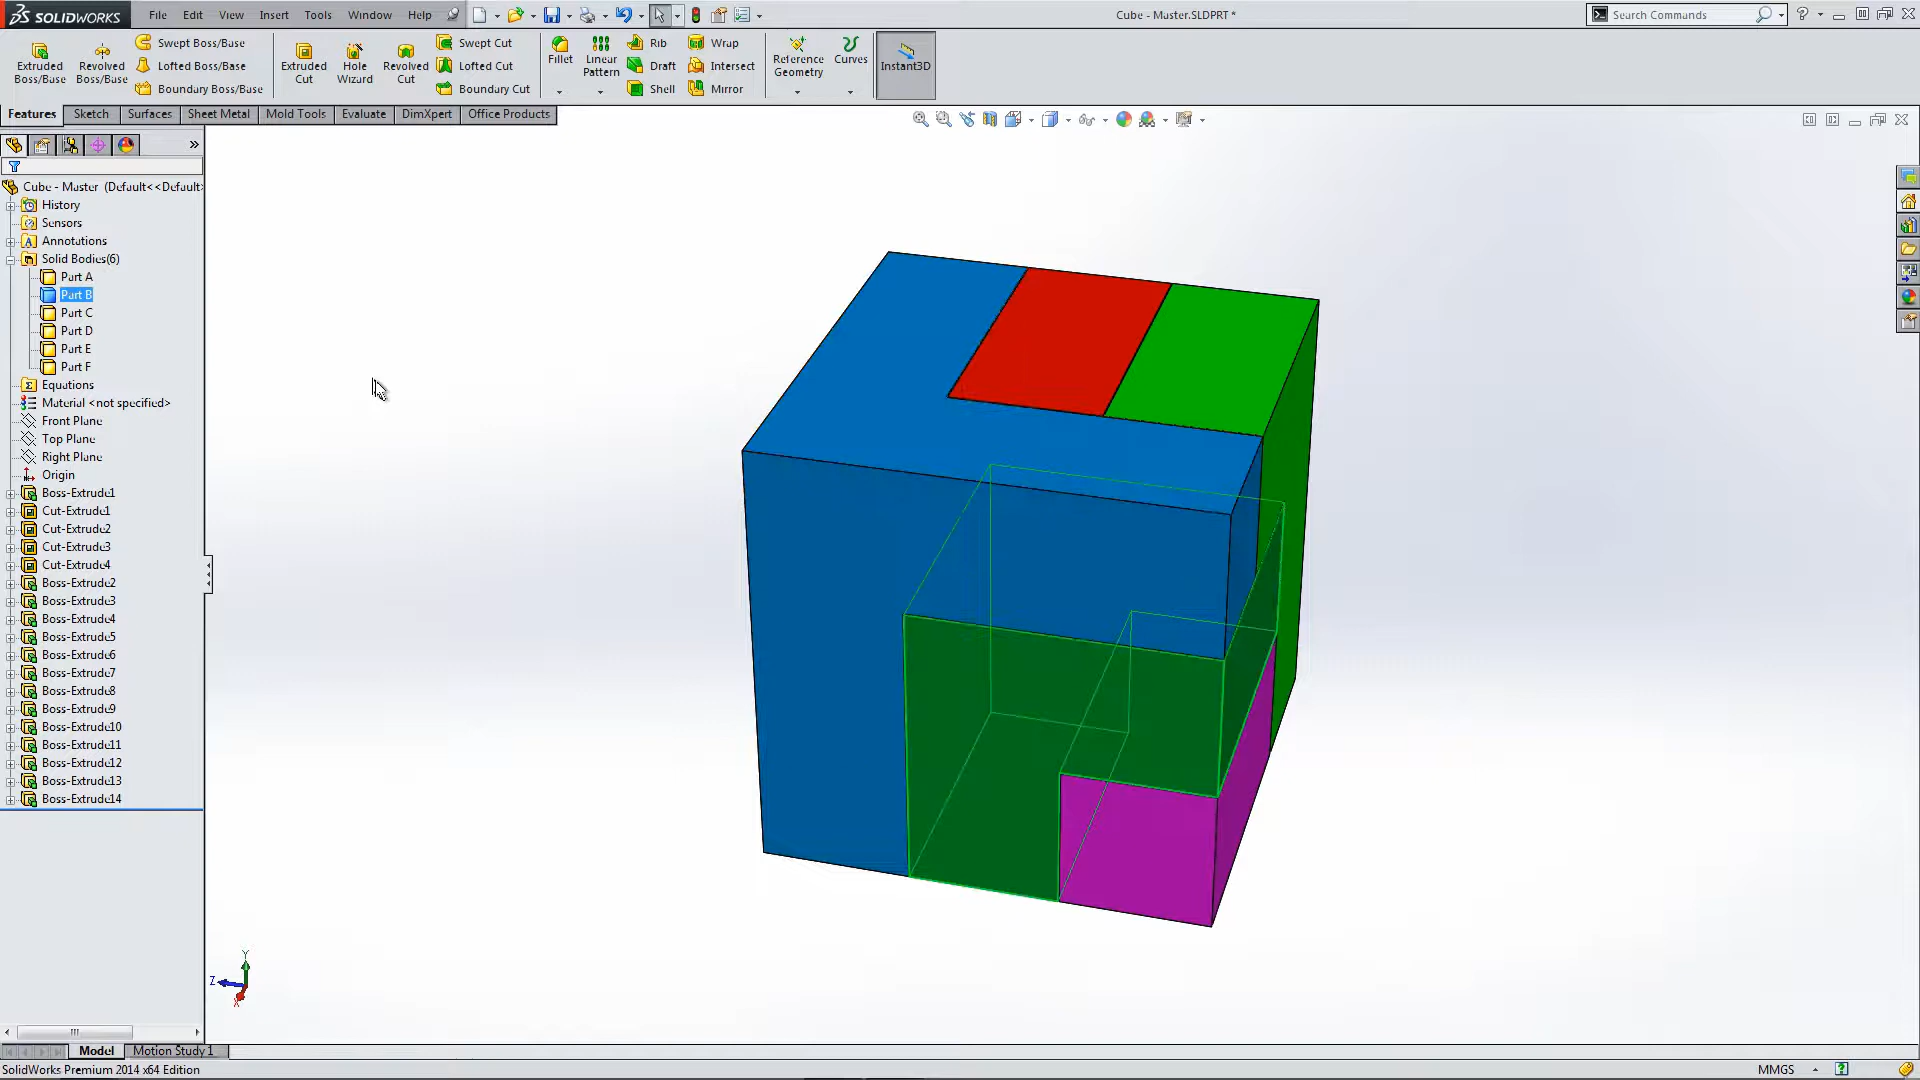 SOLIDWORKS File Edit View Insert Tools Window Help Cube - Master.SLDPRT * Search Commands
Extruded Boss/Base
Revolved Boss/Base
Swept Boss/Base
Lofted Boss/Base
Boundary Boss/Base
Extruded Cut
Hole Wizard
Revolved Cut
Swept Cut
Lofted Cut
Boundary Cut
Fillet
Linear Pattern
Rib
Draft
Shell
Wrap
Intersect
Mirror
Reference Geometry
Curves
Instant3D
Features Sketch Surfaces Sheet Metal Mold Tools Evaluate DimXpert Office Products
Cube - Master (Default<<Default>
History
Sensors
Annotations
Solid Bodies(6)
Part A
Part B
Part C
Part D
Part E
Part F
Equations
Material <not specified>
Front Plane
Top Plane
Right Plane
Origin
Boss-Extrude1
Cut-Extrude1
Cut-Extrude2
Cut-Extrude3
Cut-Extrude4
Boss-Extrude2
Boss-Extrude3
Boss-Extrude4
Boss-Extrude5
Boss-Extrude6
Boss-Extrude7
Boss-Extrude8
Boss-Extrude9
Boss-Extrude10
Boss-Extrude11
Boss-Extrude12
Boss-Extrude13
Boss-Extrude14
Y
Z
X
Model Motion Study 1
SolidWorks Premium 2014 x64 Edition MMGS